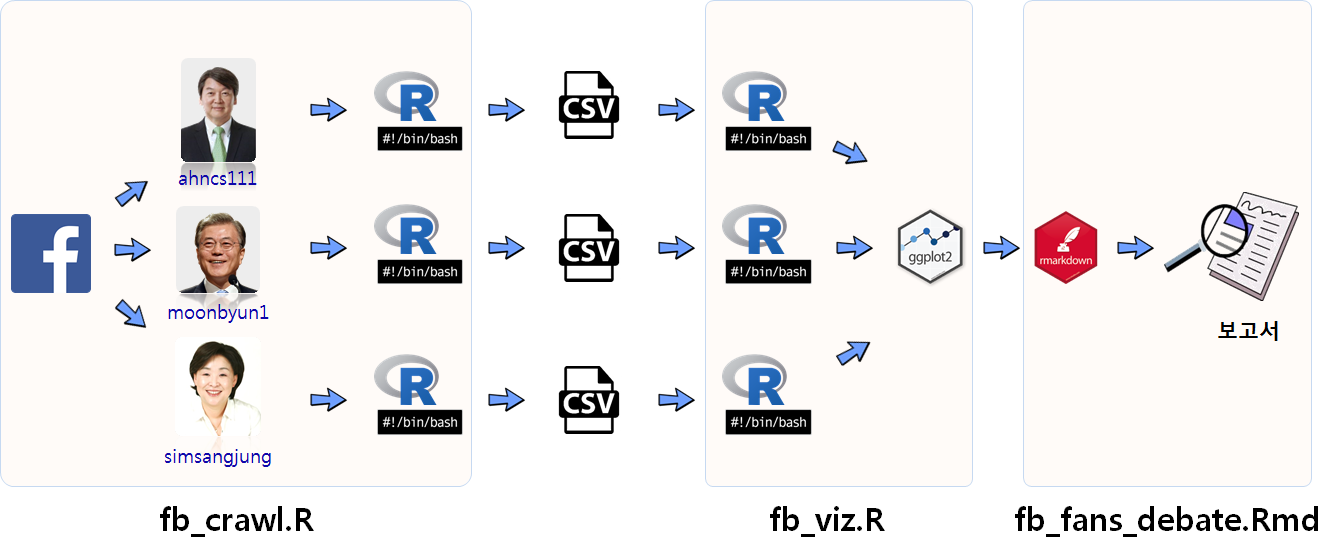 ahncs111
R
#!/bin/bash
CSV
R
#!/bin/bash
moonbyun1
R
#!/bin/bash
CSV
R
#!/bin/bash
ggplot2
rmarkdown
보고서
simsangjung
R
#!/bin/bash
CSV
R
#!/bin/bash
fb_crawl.R
fb_viz.R
fb_fans_debate.Rmd